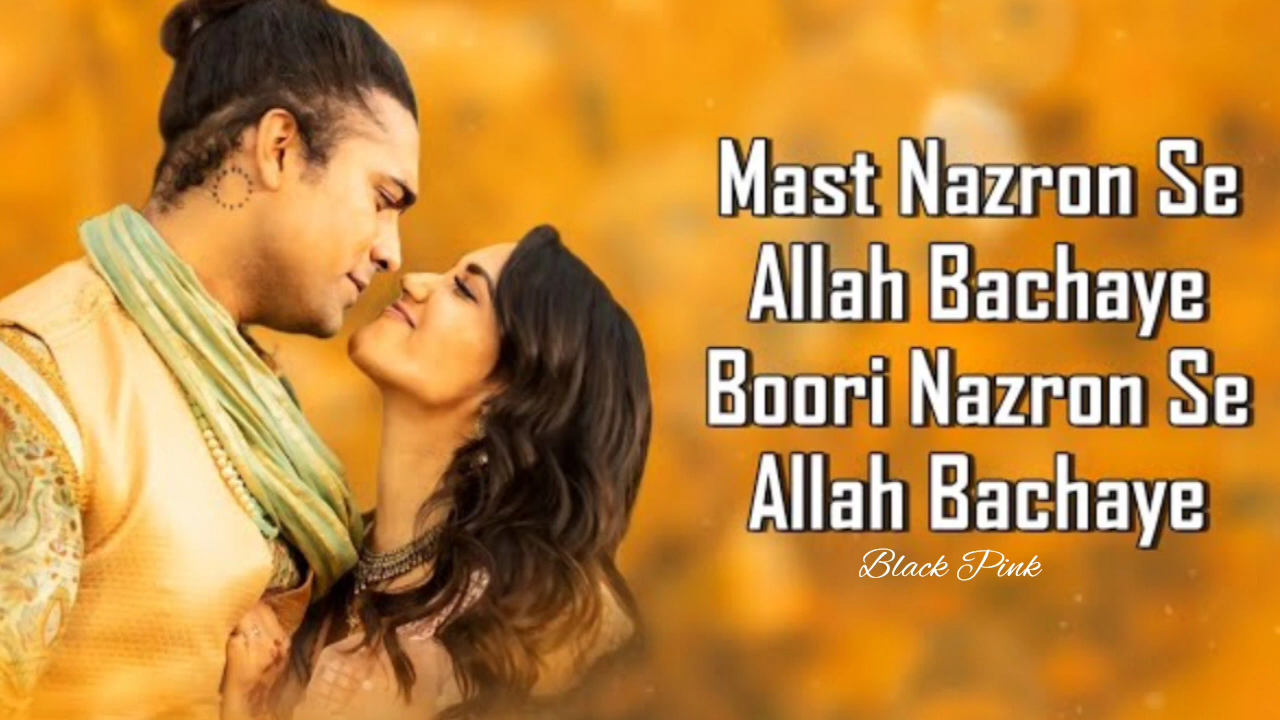 Mast Nazron Se
Allah Bachaye
Boori Nazron Se
Allah Bachaye
Black Pink